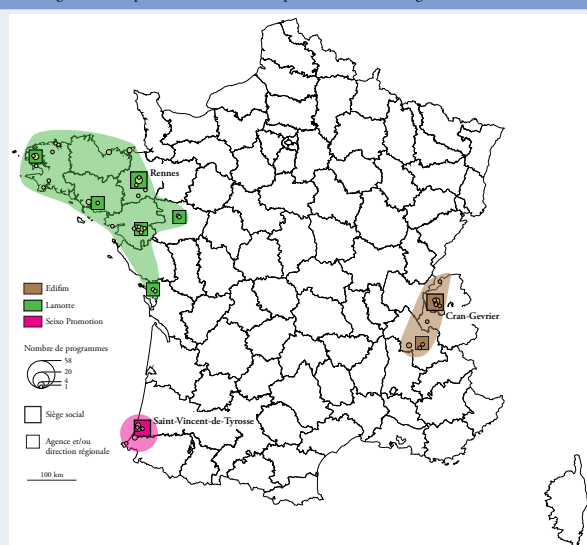 Rennes
Edifim
Lamotte
Seixo Promotion
Cran-Gevrier
Nombre de programmes
58
20
4
1
Siège social
Saint-Vincent-de-Tyrosse
Agence et/ou
direction régionale
100 km